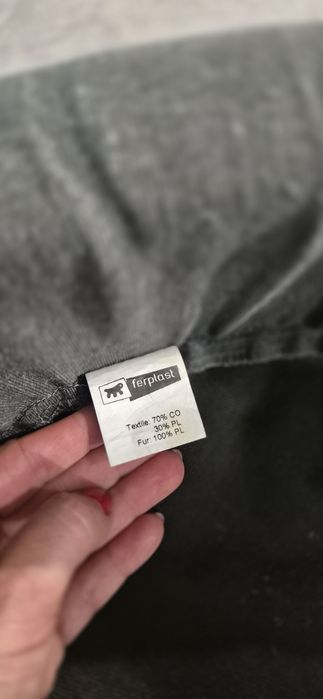 ferplast
Textile: 70% CO
30% PL
Fur: 100% PL